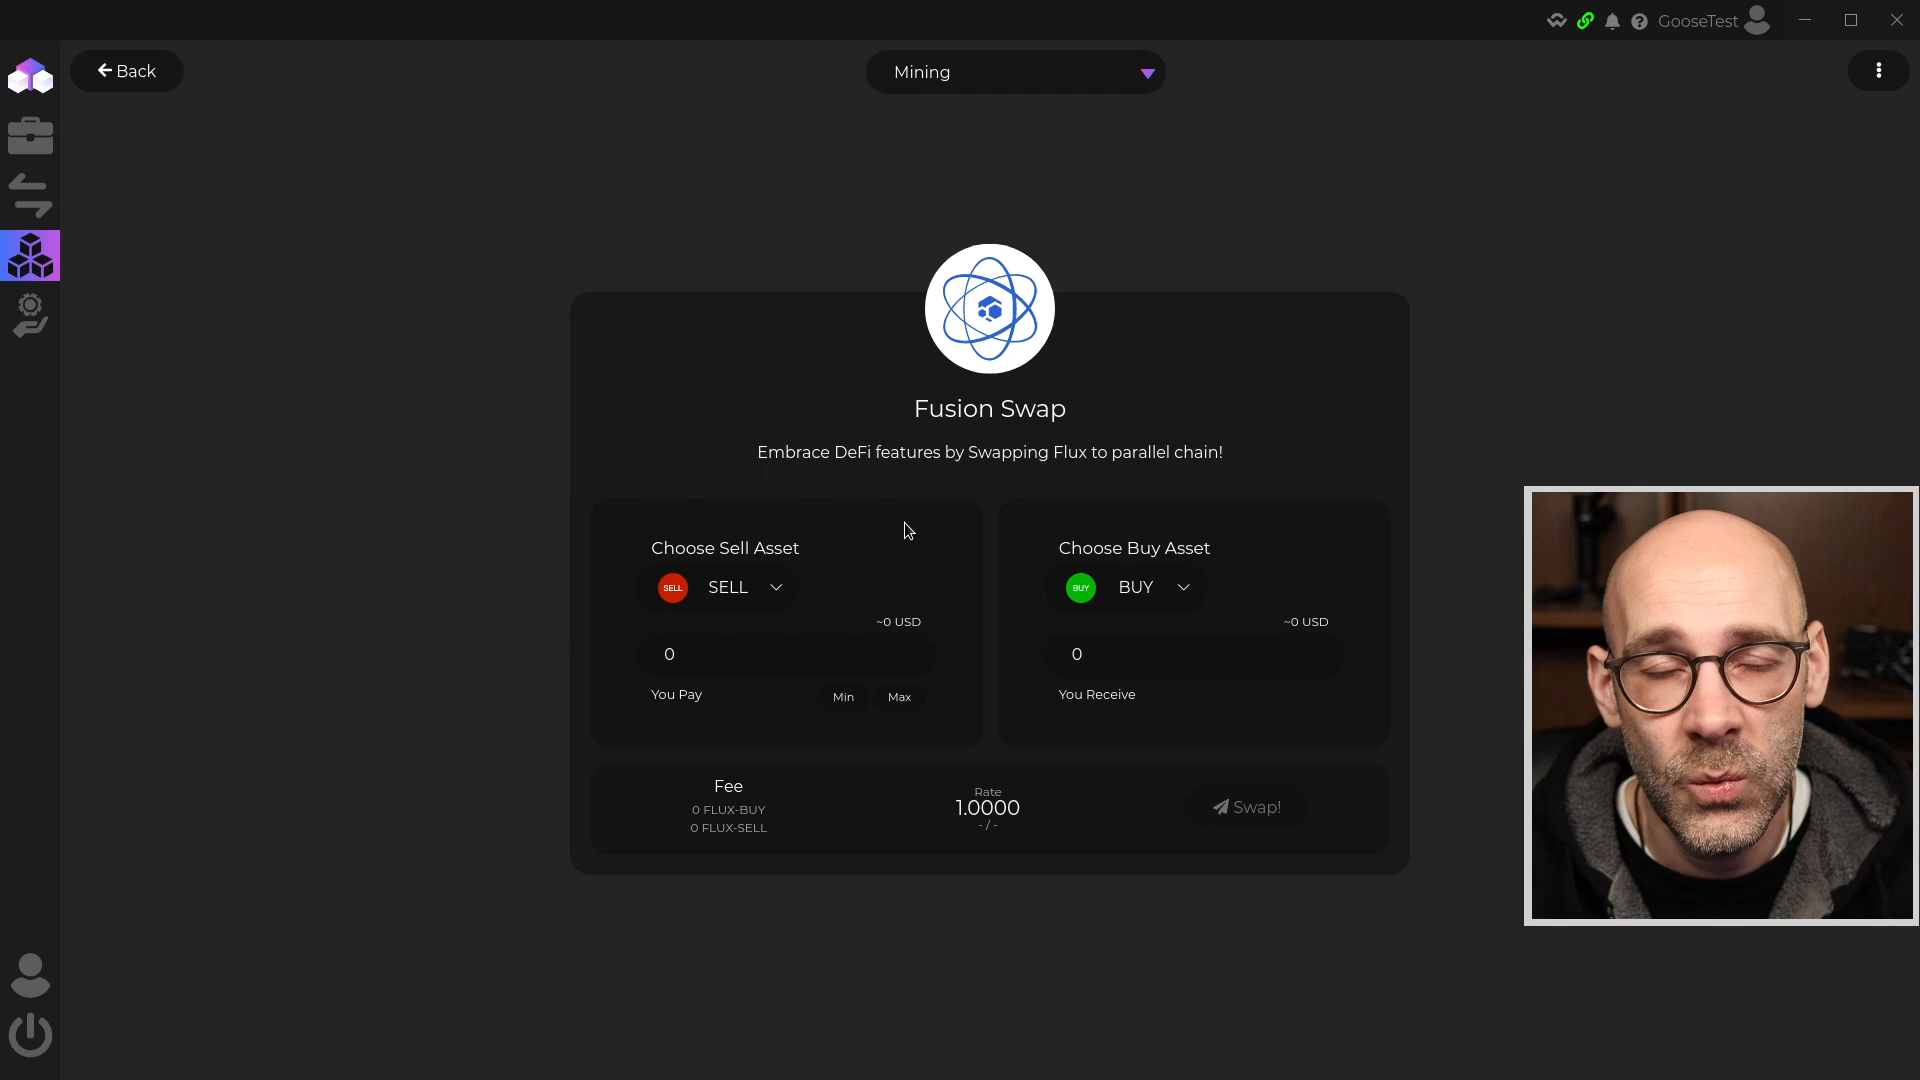 GooseTest
Back
Mining
Fusion Swap
Embrace DeFi features by Swapping Flux to parallel chain!
Choose Sell Asset
SELL SELL
~0 USD
0
You Pay
Min
Max
Choose Buy Asset
BUY BUY
~0 USD
0
You Receive
Fee
0 FLUX-BUY
0 FLUX-SELL
Rate
1.0000
- / -
Swap!